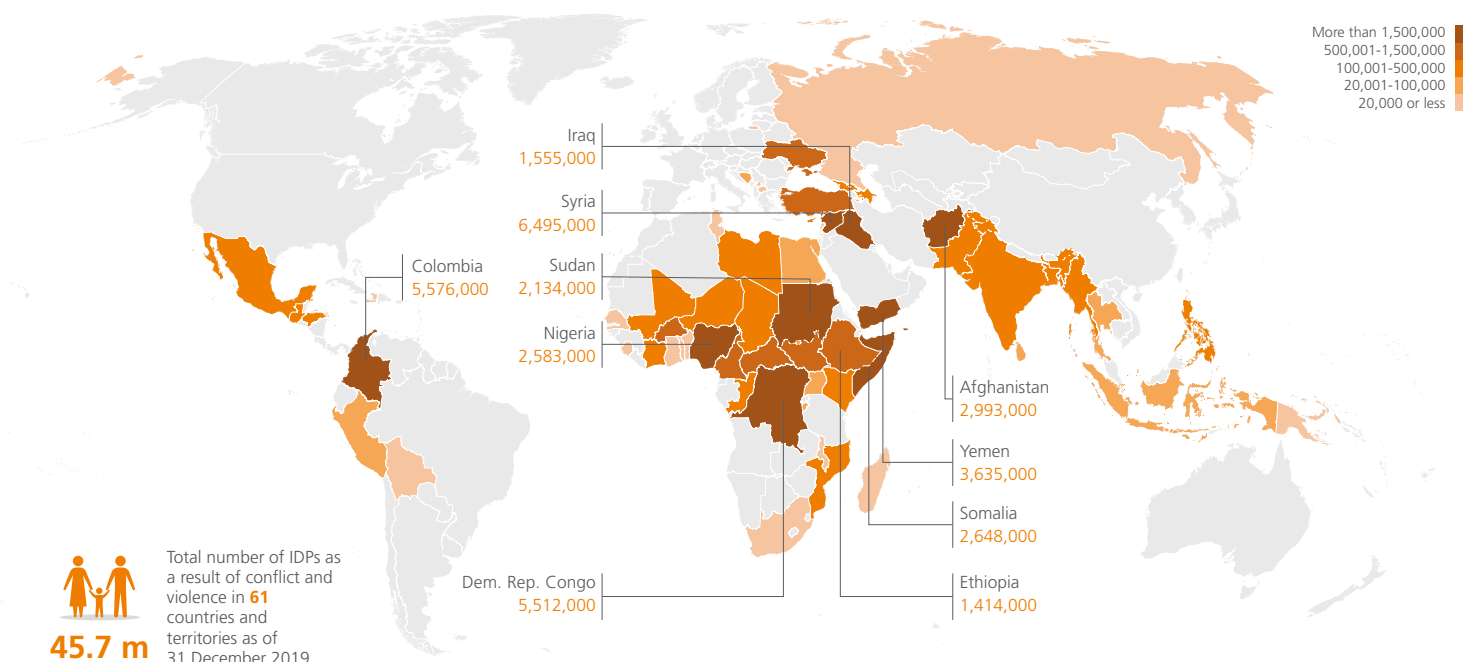 More than 1,500,000
500,001-1,500,000
100,001-500,000
20,001-100,000
20,000 or less
Iraq
1,555,000
Syria
6,495,000
Sudan
2,134,000
Colombia
5,576,000
Nigeria
2,583,000
Afghanistan
2,993,000
Yemen
3,635,000
Somalia
2,648,000
Dem. Rep. Congo
5,512,000
Ethiopia
1,414,000
Total number of IDPs as
a result of conflict and
violence in 61
countries and
territories as of
31 December 2019
45.7 m